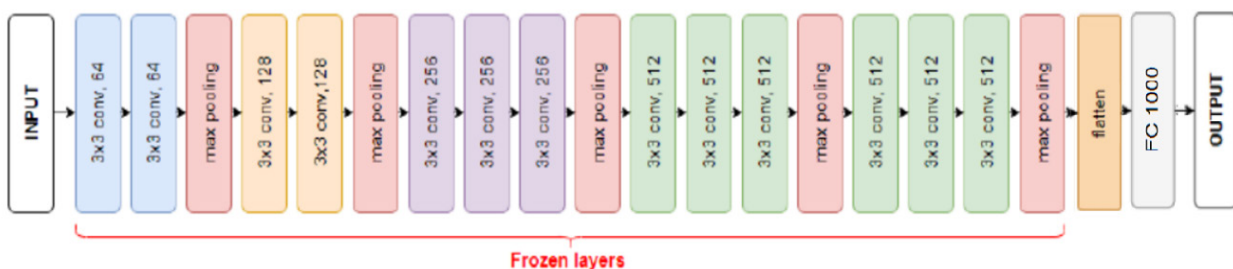 INPUT
3x3 conv, 64
3x3 conv, 64
max pooling
3x3 conv, 128
3x3 conv,128
max pooling
3x3 conv, 256
3x3 conv, 256
3x3 conv, 256
max pooling
3x3 conv, 512
3x3 conv, 512
3x3 conv, 512
max pooling
3x3 conv, 512
3x3 conv, 512
3x3 conv, 512
max pooling
flatten
FC 1000
OUTPUT
Frozen layers